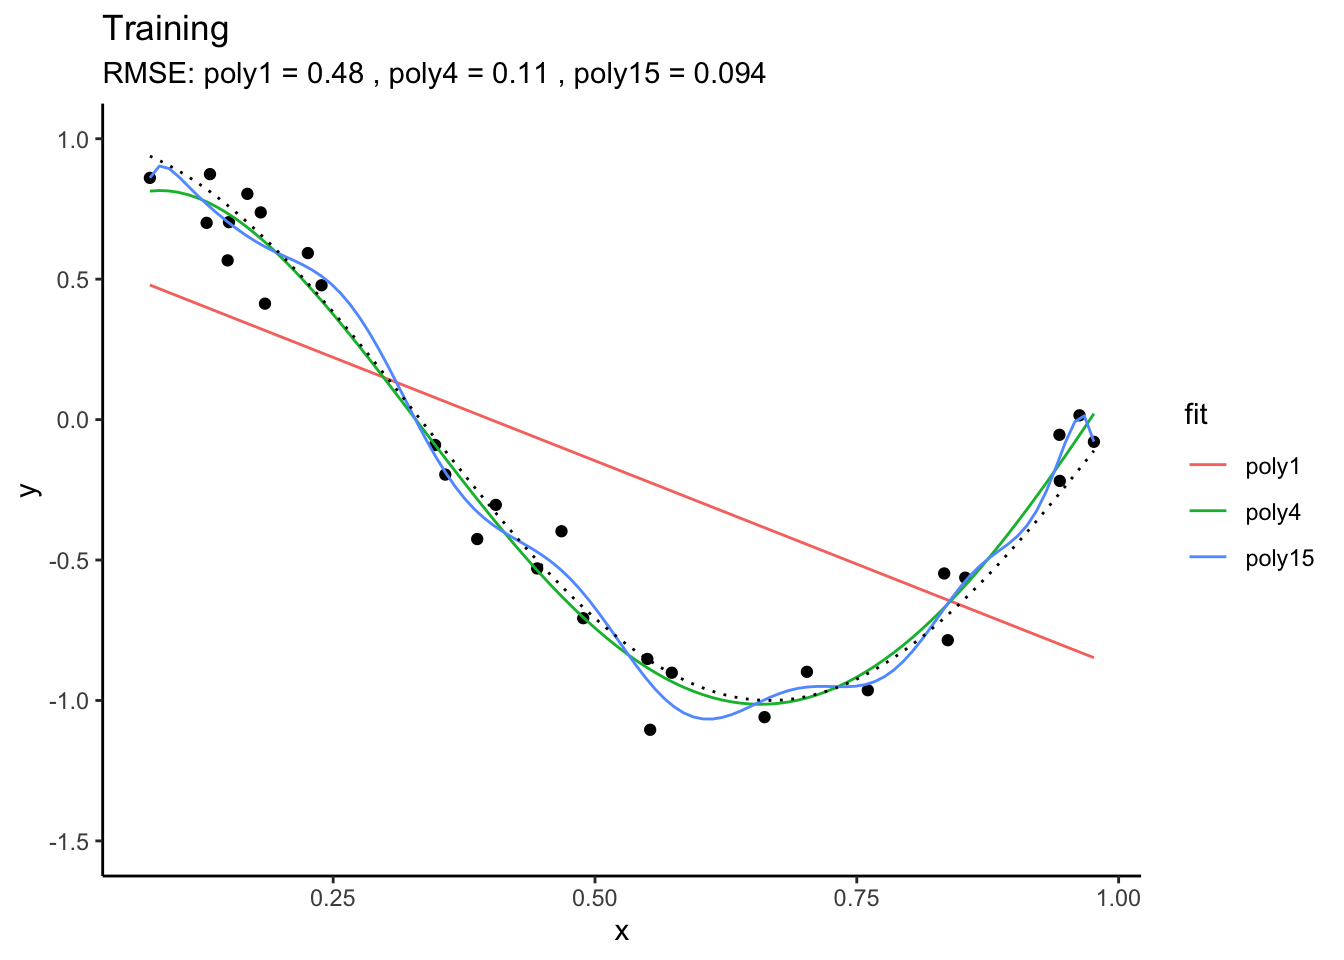 Training
RMSE: poly1 = 0.48 , poly4 = 0.11 , poly15 = 0.094
1.0
0.5
0.0
-0.5
-1.0
-1.5
y
0.25 0.50 0.75 1.00
x
fit
poly1
poly4
poly15